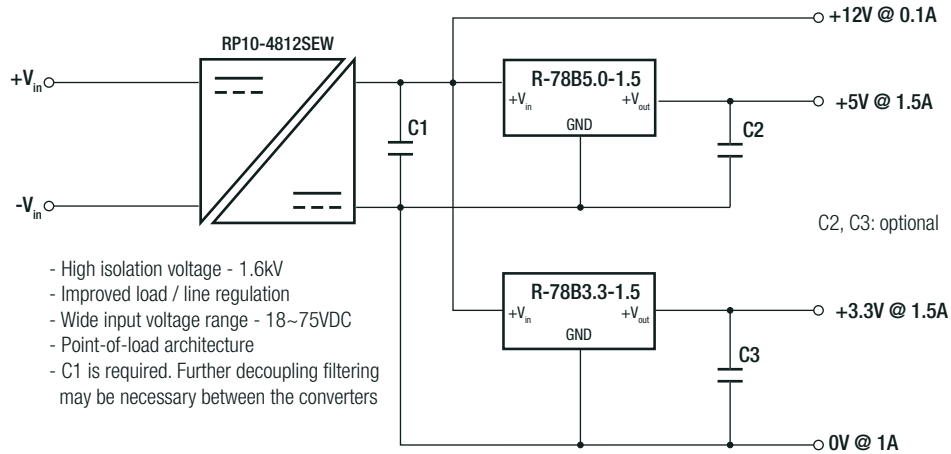 +12V @ 0.1A
RP10-4812SEW
+Vin
R-78B5.0-1.5
+Vin
+Vout
GND
+5V @ 1.5A
C1
C2
-Vin
C2, C3: optional
- High isolation voltage - 1.6kV
- Improved load / line regulation
- Wide input voltage range - 18~75VDC
- Point-of-load architecture
- C1 is required. Further decoupling filtering
may be necessary between the converters
R-78B3.3-1.5
+Vin
+Vout
GND
+3.3V @ 1.5A
C3
0V @ 1A